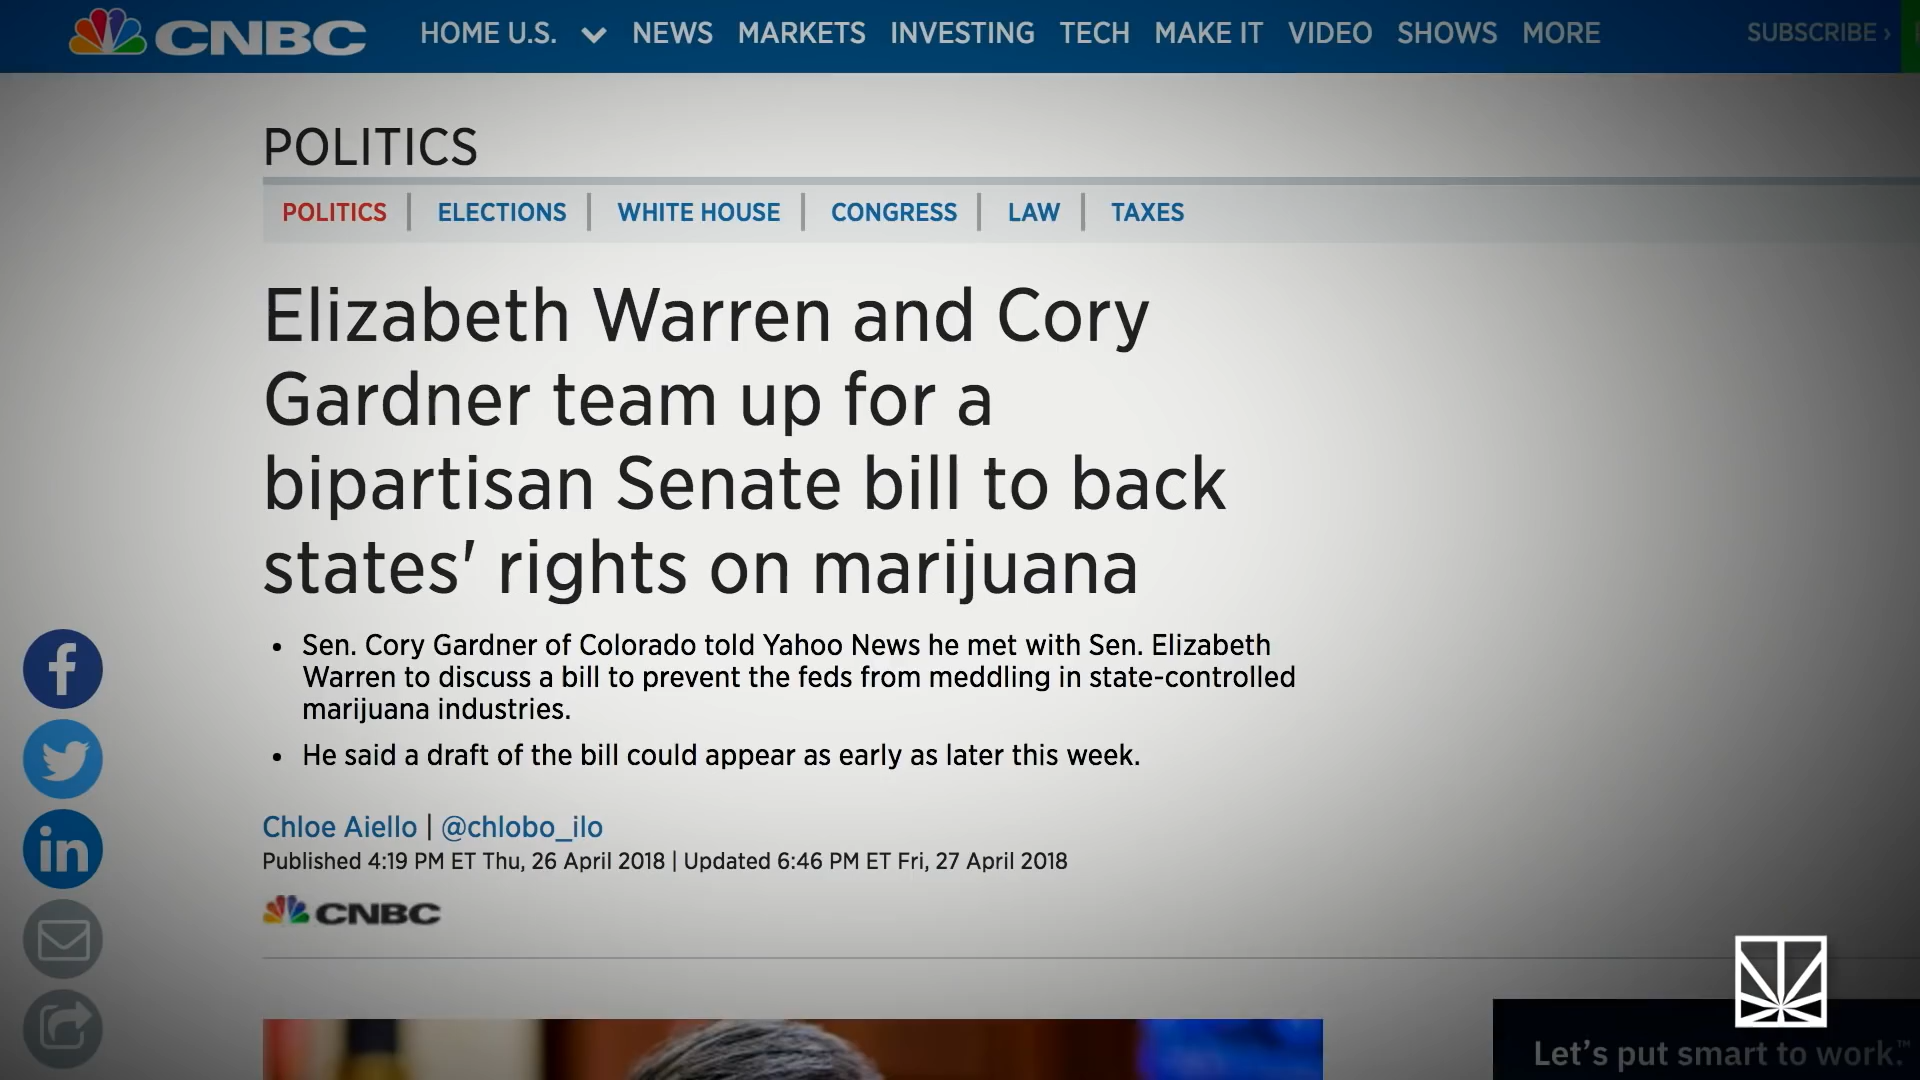 CNBC
HOME U.S. NEWS MARKETS INVESTING TECH MAKE IT VIDEO SHOWS MORE SUBSCRIBE ›
POLITICS
POLITICS | ELECTIONS | WHITE HOUSE | CONGRESS | LAW | TAXES
Elizabeth Warren and Cory
Gardner team up for a
bipartisan Senate bill to back
states' rights on marijuana
• Sen. Cory Gardner of Colorado told Yahoo News he met with Sen. Elizabeth
Warren to discuss a bill to prevent the feds from meddling in state-controlled
marijuana industries.
• He said a draft of the bill could appear as early as later this week.
Chloe Aiello | @chlobo_ilo
Published 4:19 PM ET Thu, 26 April 2018 | Updated 6:46 PM ET Fri, 27 April 2018
CNBC
Let's put smart to work.™